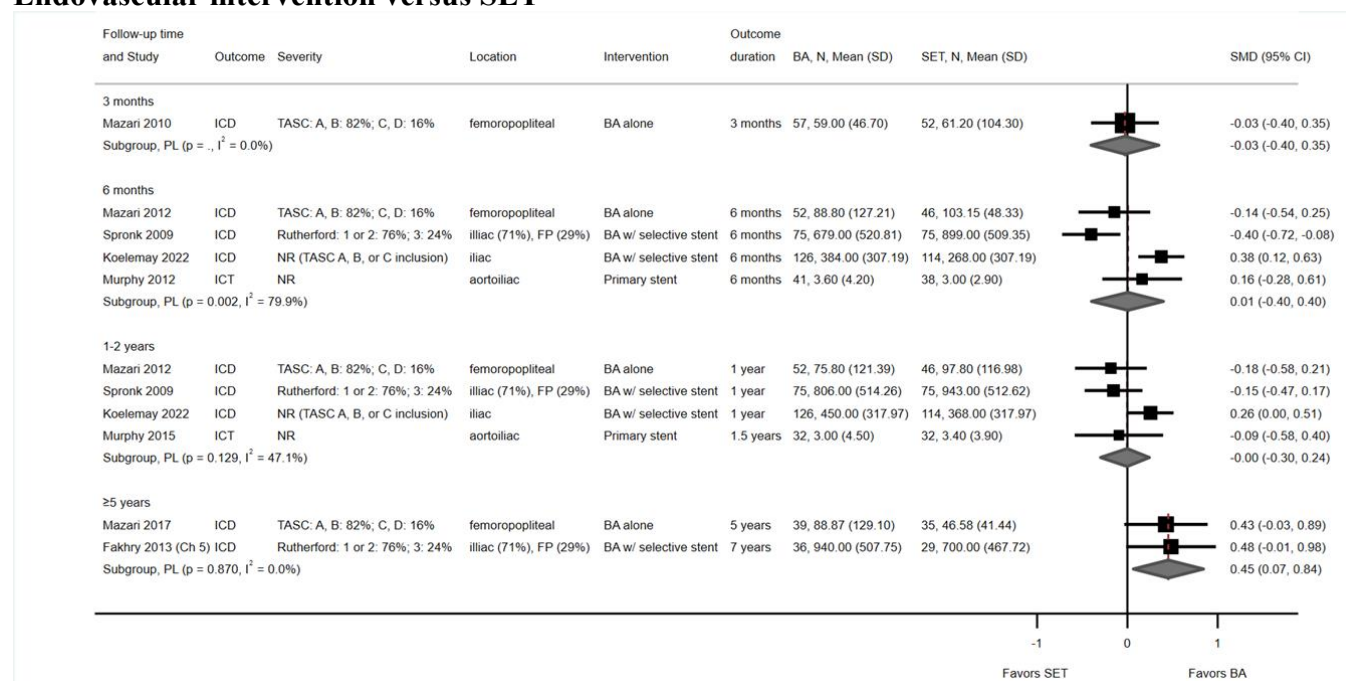 Endovascular intervention versus SET
Follow-up time Outcome
and Study Outcome Severity Location Intervention duration BA, N, Mean (SD) SET, N, Mean (SD) SMD (95% CI)
3 months
Mazari 2010 ICD TASC: A, B: 82%; C, D: 16% femoropopliteal BA alone 3 months 57, 59.00 (46.70) 52, 61.20 (104.30) -0.03 (-0.40, 0.35)
Subgroup, PL (p = ., I² = 0.0%) -0.03 (-0.40, 0.35)
6 months
Mazari 2012 ICD TASC: A, B: 82%; C, D: 16% femoropopliteal BA alone 6 months 52, 88.80 (127.21) 46, 103.15 (48.33) -0.14 (-0.54, 0.25)
Spronk 2009 ICD Rutherford: 1 or 2: 76%; 3: 24% illiac (71%), FP (29%) BA w/ selective stent 6 months 75, 679.00 (520.81) 75, 899.00 (509.35) -0.40 (-0.72, -0.08)
Koelemay 2022 ICD NR (TASC A, B, or C inclusion) iliac BA w/ selective stent 6 months 126, 384.00 (307.19) 114, 268.00 (307.19) 0.38 (0.12, 0.63)
Murphy 2012 ICT NR aortoiliac Primary stent 6 months 41, 3.60 (4.20) 38, 3.00 (2.90) 0.16 (-0.28, 0.61)
Subgroup, PL (p = 0.002, I² = 79.9%) 0.01 (-0.40, 0.40)
1-2 years
Mazari 2012 ICD TASC: A, B: 82%; C, D: 16% femoropopliteal BA alone 1 year 52, 75.80 (121.39) 46, 97.80 (116.98) -0.18 (-0.58, 0.21)
Spronk 2009 ICD Rutherford: 1 or 2: 76%; 3: 24% illiac (71%), FP (29%) BA w/ selective stent 1 year 75, 806.00 (514.26) 75, 943.00 (512.62) -0.15 (-0.47, 0.17)
Koelemay 2022 ICD NR (TASC A, B, or C inclusion) iliac BA w/ selective stent 1 year 126, 450.00 (317.97) 114, 368.00 (317.97) 0.26 (0.00, 0.51)
Murphy 2015 ICT NR aortoiliac Primary stent 1.5 years 32, 3.00 (4.50) 32, 3.40 (3.90) -0.09 (-0.58, 0.40)
Subgroup, PL (p = 0.129, I² = 47.1%) -0.00 (-0.30, 0.24)
≥5 years
Mazari 2017 ICD TASC: A, B: 82%; C, D: 16% femoropopliteal BA alone 5 years 39, 88.87 (129.10) 35, 46.58 (41.44) 0.43 (-0.03, 0.89)
Fakhry 2013 (Ch 5) ICD Rutherford: 1 or 2: 76%; 3: 24% illiac (71%), FP (29%) BA w/ selective stent 7 years 36, 940.00 (507.75) 29, 700.00 (467.72) 0.48 (-0.01, 0.98)
Subgroup, PL (p = 0.870, I² = 0.0%) 0.45 (0.07, 0.84)
-1 0 1
Favors SET Favors BA